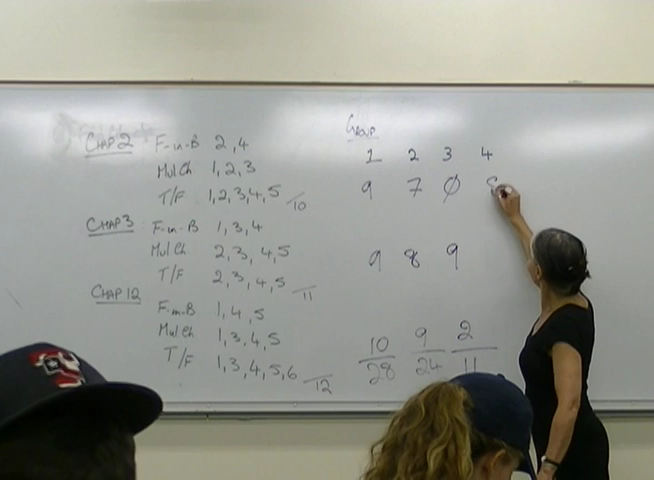 Group
Chap 2 F-in-B 2, 4 1 2 3 4
Mul Ch 1, 2, 3
T/F 1, 2, 3, 4, 5 /10 9 7 Ø
Chap 3 F-in-B 1, 3, 4
Mul Ch 2, 3, 4, 5 9 8 9
T/F 2, 3, 4, 5 /11
Chap 12
F-in-B 1, 4, 5
Mul Ch 1, 3, 4, 5 10 9 2
T/F 1, 3, 4, 5, 6 /12 28 24 11